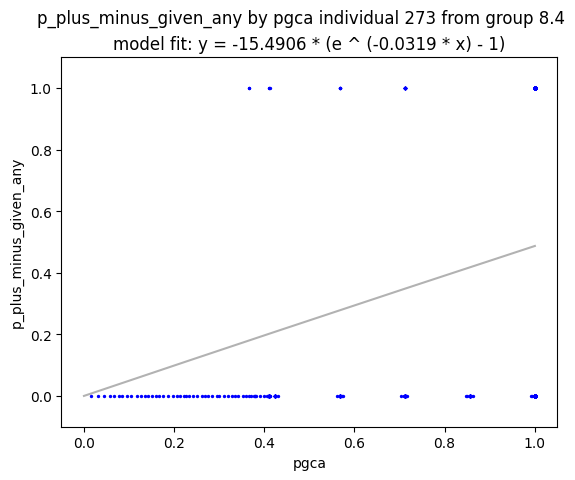 p_plus_minus_given_any by pgca individual 273 from group 8.4
model fit: y = -15.4906 * (e ^ (-0.0319 * x) - 1)
1.0
0.8
0.6
0.4
0.2
0.0
p_plus_minus_given_any
0.0 0.2 0.4 0.6 0.8 1.0
pgca